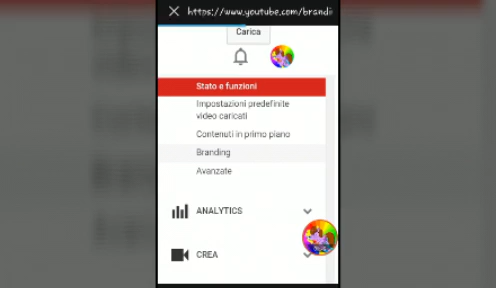 https://www.youtube.com/brandi
Carica
Stato e funzioni
Impostazioni predefinite
video caricati
Contenuti in primo piano
Branding
Avanzate
ANALYTICS
CREA